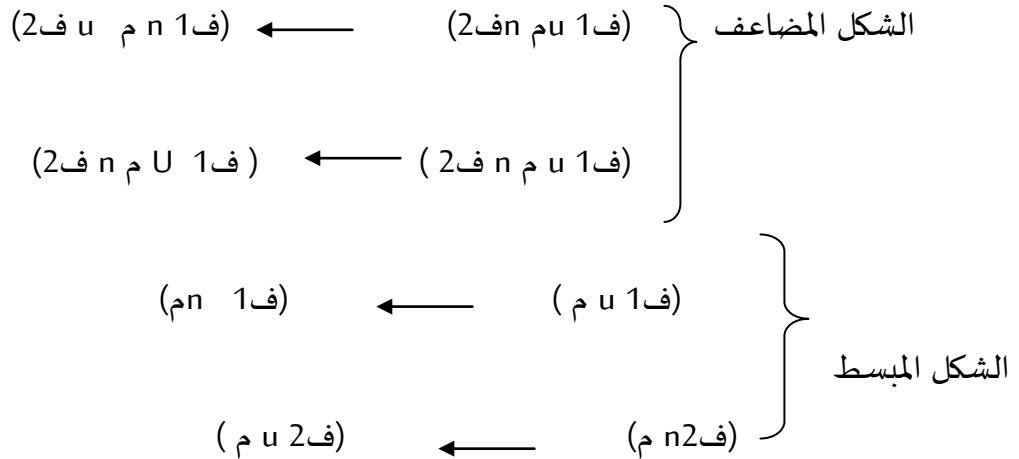 الشكل المضاعف (ف1 uم nف2) (ف1 n م u ف2)
(ف1 u م n ف2 ) ( ف1 U م n ف2)
(ف1 u م ) (ف1 nم)
الشكل المبسط
(ف2n م) (ف2 u م )